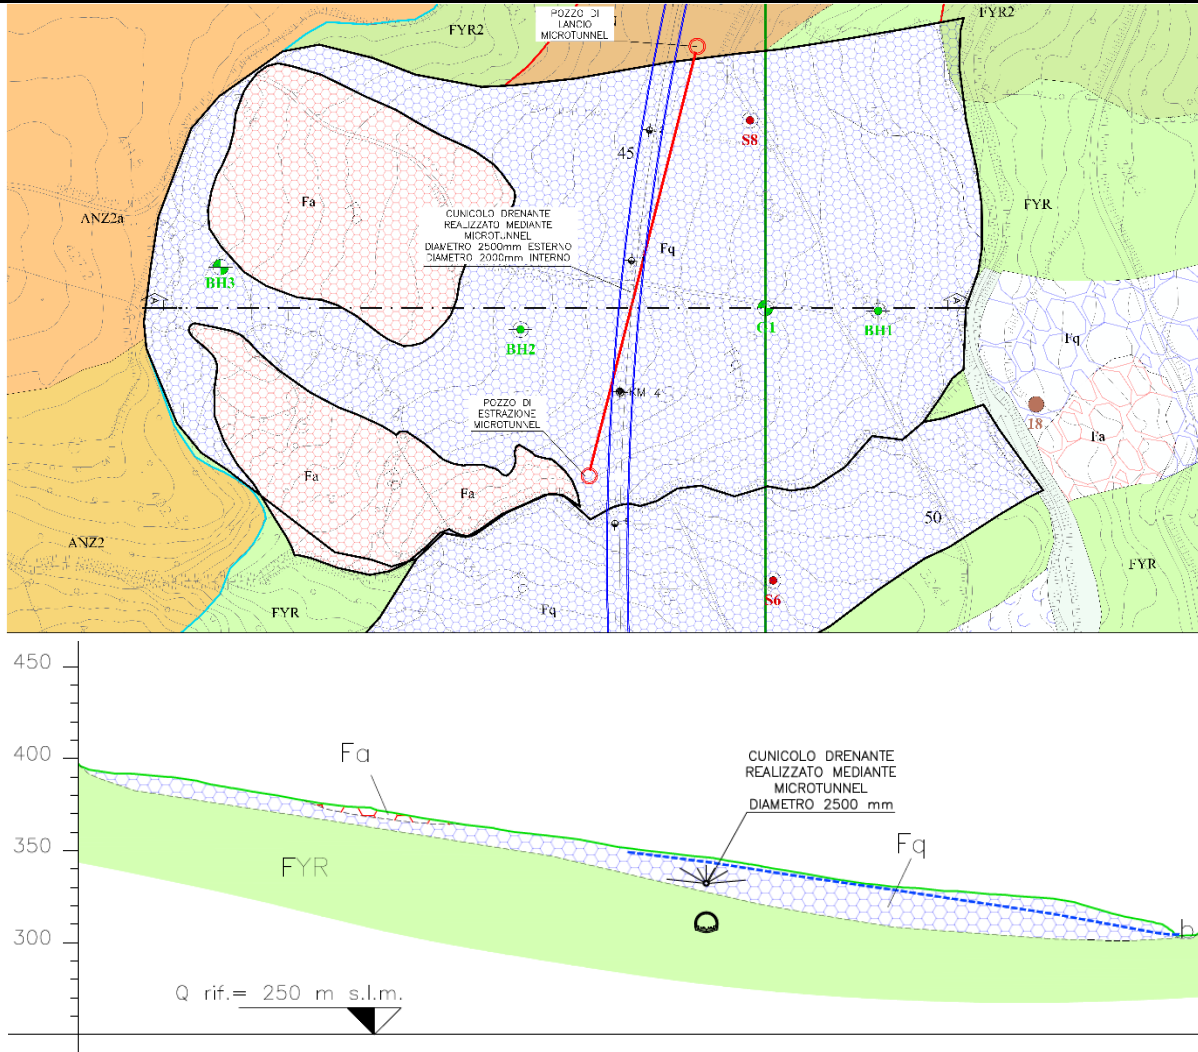 POZZO DI
LANCIO
MICROTUNNEL
FYR2
FYR2
S8
45
Fa
FYR
ANZ2a
CUNICOLO DRENANTE
REALIZZATO MEDIANTE
MICROTUNNEL
DIAMETRO 2500mm ESTERNO
DIAMETRO 2000mm INTERNO
Fq
BH3
A
A
BH2
BH1
Fq
KM 4
POZZO DI
ESTRAZIONE
MICROTUNNEL
18
Fa
Fa
Fa
50
ANZ2
FYR
FYR
Fq
S6
450
400
Fa
CUNICOLO DRENANTE
REALIZZATO MEDIANTE
MICROTUNNEL
DIAMETRO 2500 mm
350
Fq
FYR
300
b
Q rif.= 250 m s.l.m.